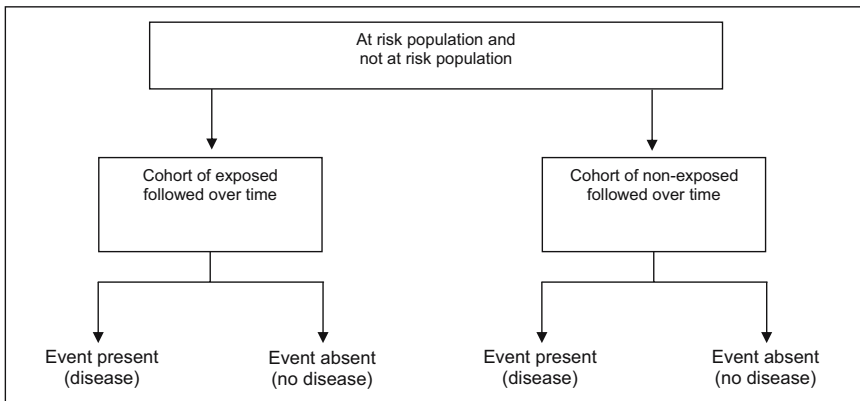 At risk population and
not at risk population
Cohort of exposed
followed over time
Cohort of non-exposed
followed over time
Event present
(disease)
Event absent
(no disease)
Event present
(disease)
Event absent
(no disease)